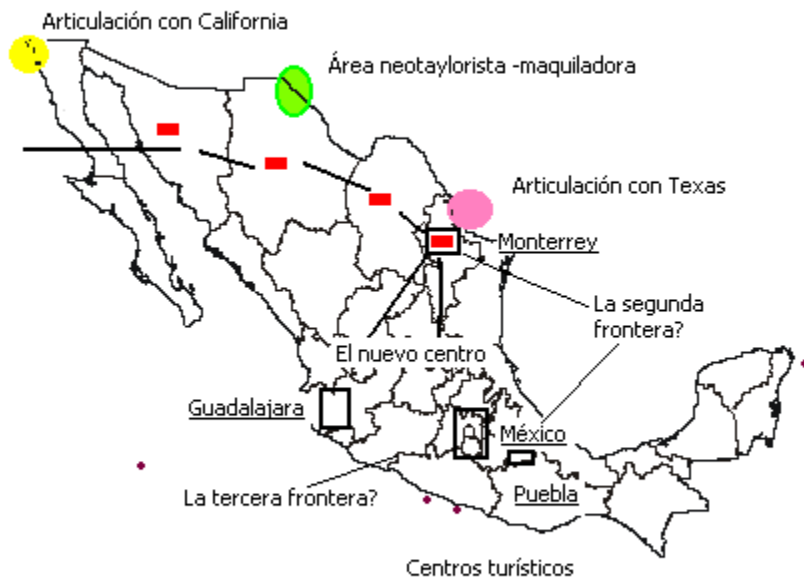 Articulación con California
Área neotaylorista -maquiladora
Articulación con Texas
Monterrey
La segunda
frontera?
El nuevo centro
Guadalajara
México
La tercera frontera?
Puebla
Centros turísticos